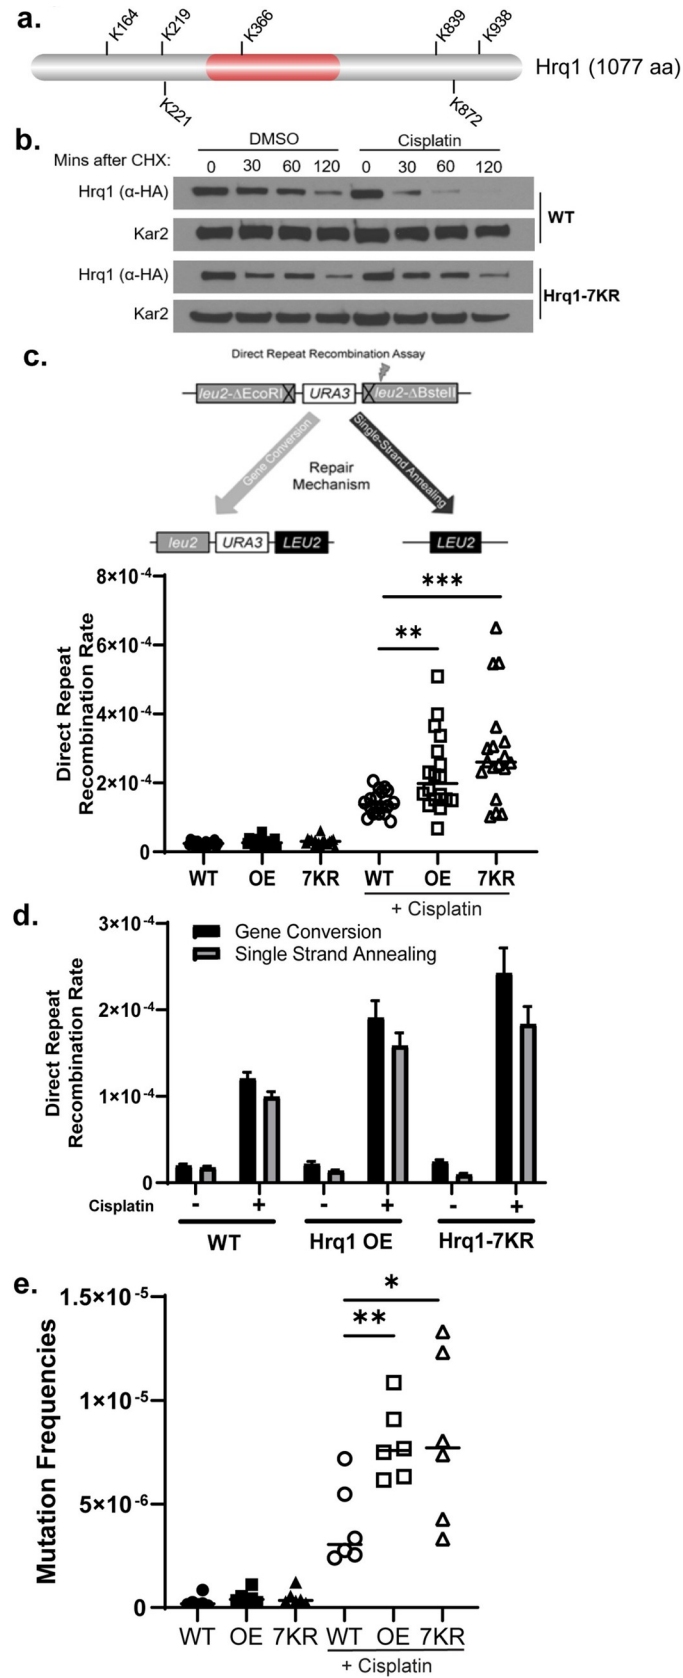 a.
K164
K219
K366
K839
K938
Hrq1 (1077 aa)
K221
K872
b.
DMSO
Cisplatin
Mins after CHX:
0 30 60 120 0 30 60 120
Hrq1 (α-HA)
Kar2
WT
Hrq1 (α-HA)
Kar2
Hrq1-7KR
c.
Direct Repeat Recombination Assay
leu2-ΔEcoRI
URA3
leu2-ΔBsteII
Gene Conversion
Single-Strand Annealing
Repair
Mechanism
leu2
URA3
LEU2
LEU2
Direct Repeat
Recombination Rate
8×10-4
6×10-4
4×10-4
2×10-4
0
***
**
WT OE 7KR WT OE 7KR
+ Cisplatin
d.
Gene Conversion
Single Strand Annealing
Direct Repeat
Recombination Rate
3×10-4
2×10-4
1×10-4
0
Cisplatin - + - + - +
WT Hrq1 OE Hrq1-7KR
e.
Mutation Frequencies
1.5×10-5
1×10-5
5×10-6
0
*
**
WT OE 7KR WT OE 7KR
+ Cisplatin